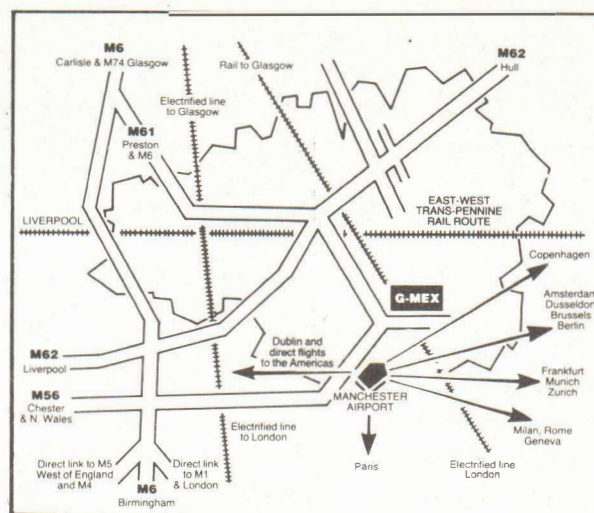 M6
Carlisle & M74 Glasgow
Rail to Glasgow
M62
Hull
Electrified line
to Glasgow
M61
Preston
& M6
LIVERPOOL
EAST-WEST
TRANS-PENNINE
RAIL ROUTE
Copenhagen
G-MEX
Amsterdam
Dusseldorf
Brussels
Berlin
Dublin and
direct flights
to the Americas
M62
Liverpool
Frankfurt
Munich
Zurich
M56
Chester
& N. Wales
MANCHESTER
AIRPORT
Electrified line
to London
Milan, Rome
Geneva
Direct link to M5
West of England
and M4
Direct link
to M1
& London
M6
Birmingham
Paris
Electrified line
London